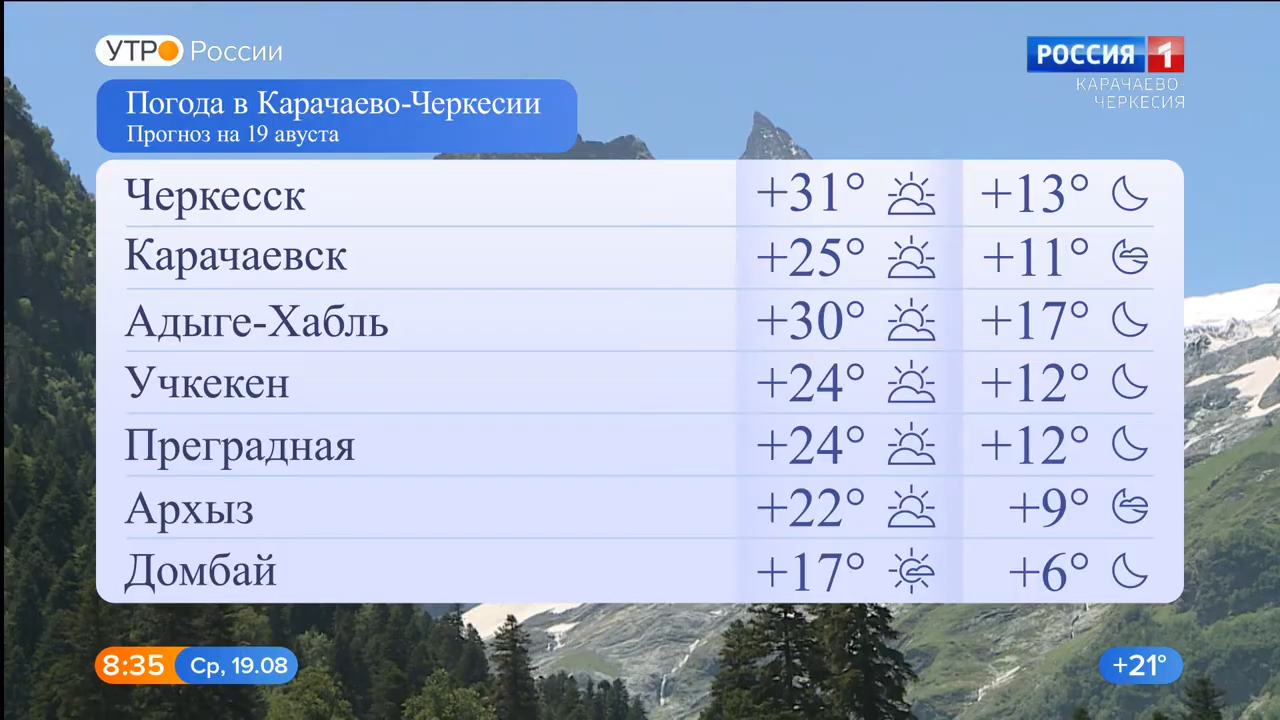 УТРО России
РОССИЯ 1
КАРАЧАЕВО-
ЧЕРКЕСИЯ
Погода в Карачаево-Черкесии
Прогноз на 19 авуста
Черкесск +31° +13°
Карачаевск +25° +11°
Адыге-Хабль +30° +17°
Учкекен +24° +12°
Преградная +24° +12°
Архыз +22° +9°
Домбай +17° +6°
8:35 Ср, 19.08 +21°